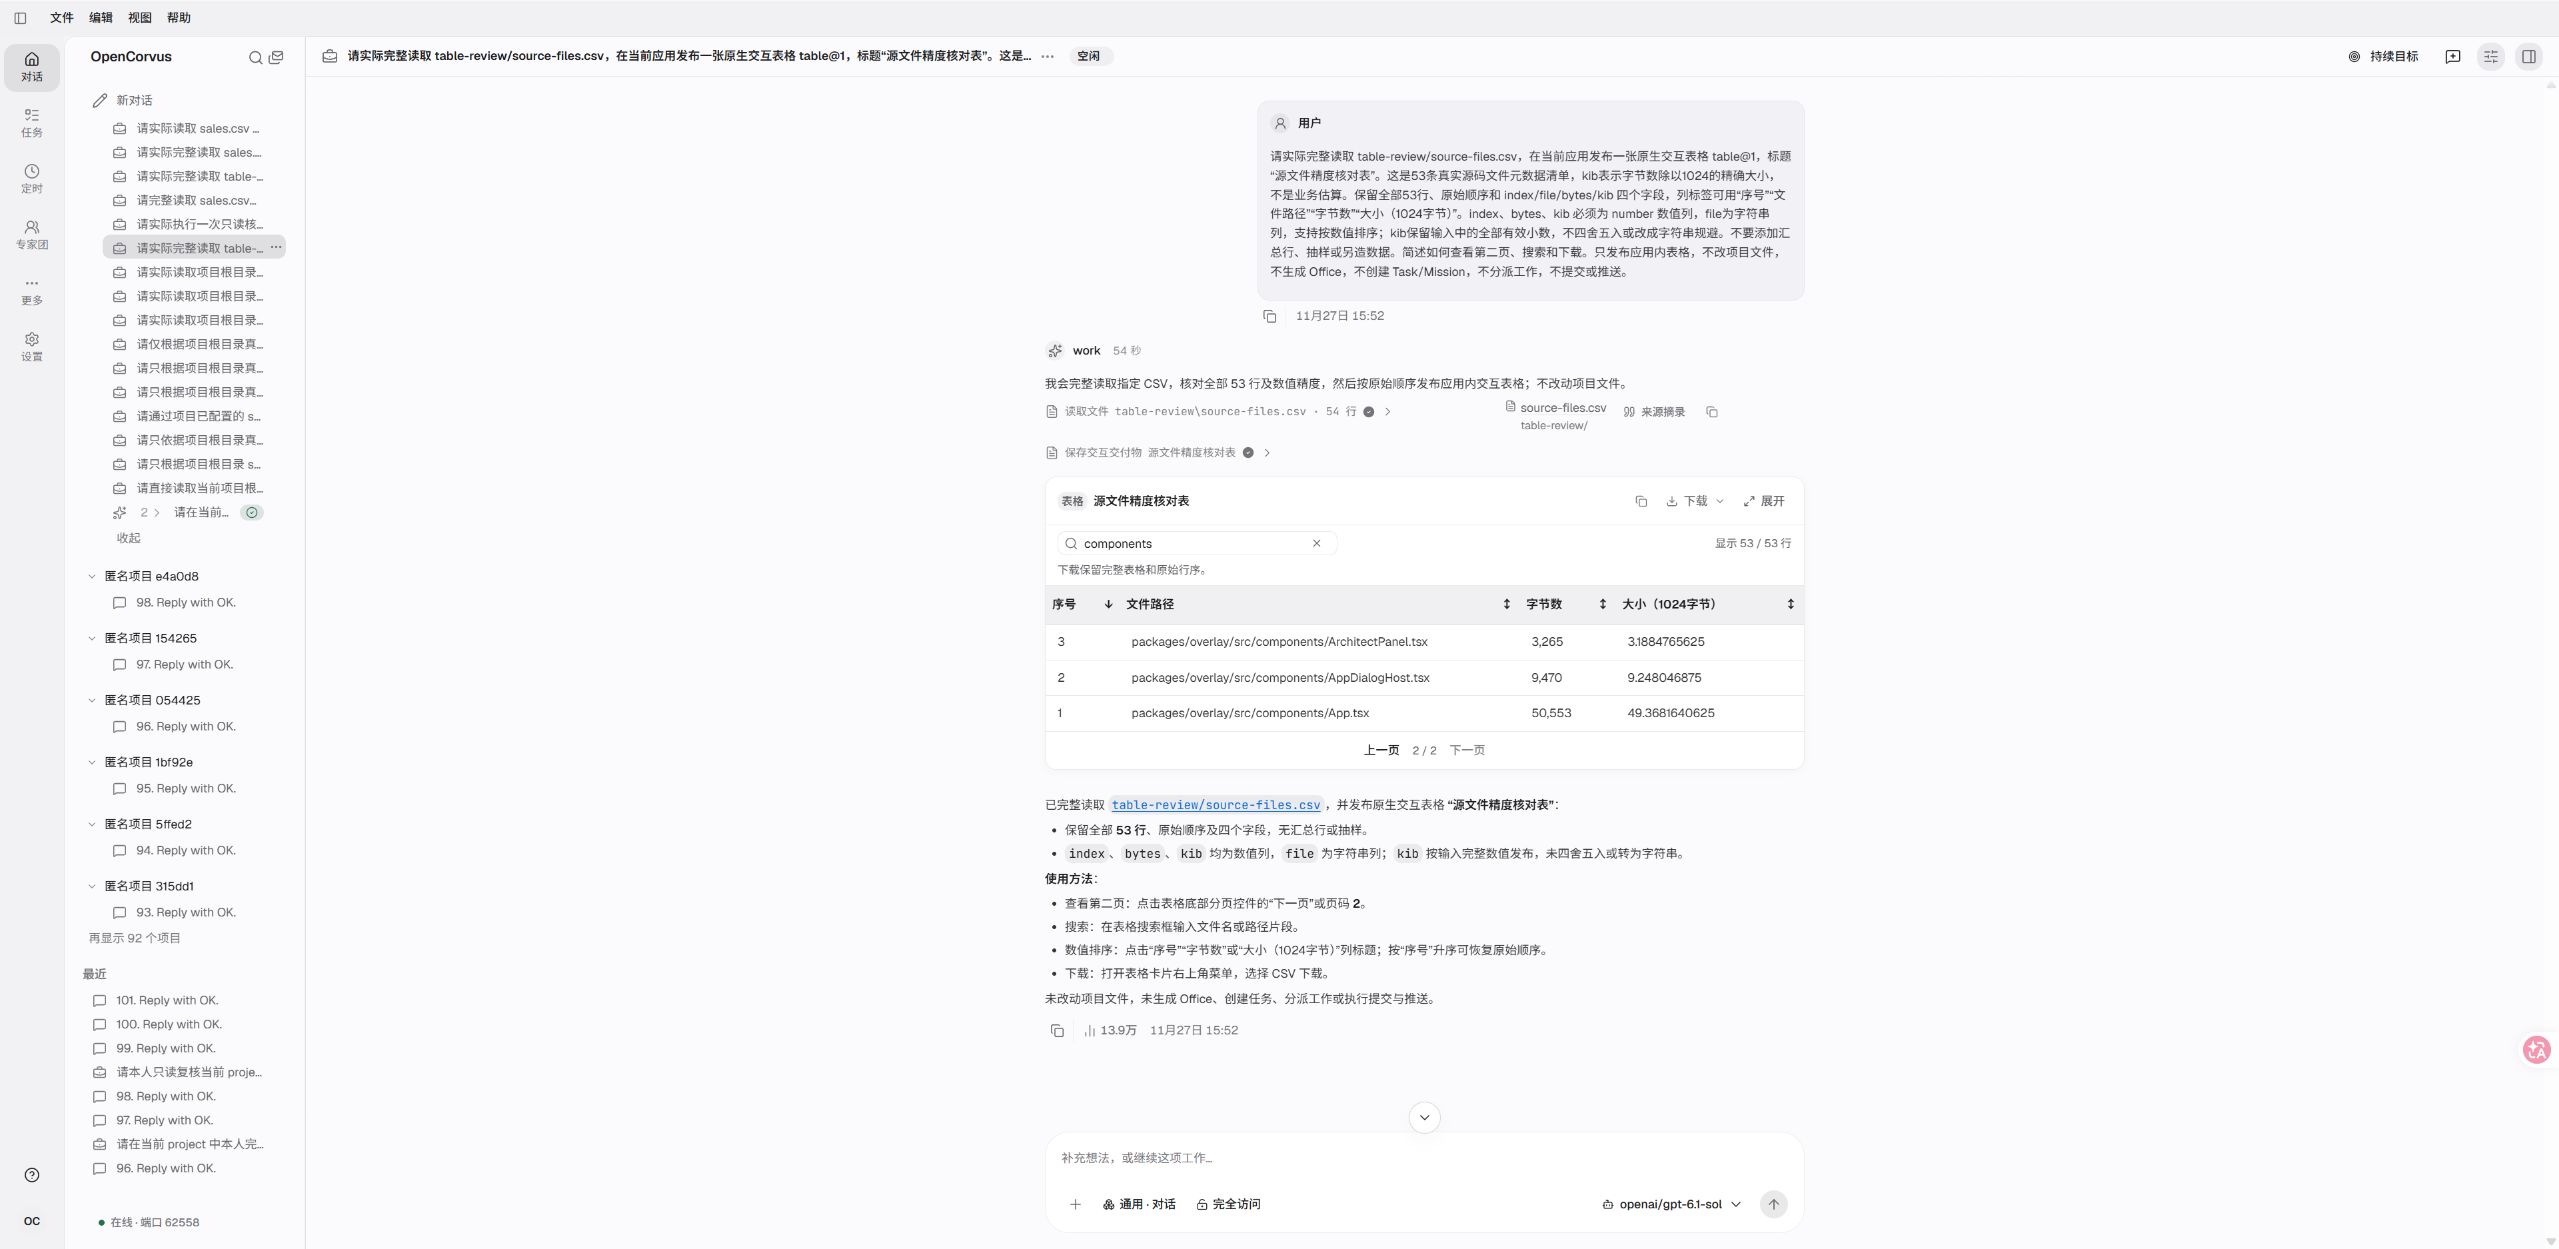 文件 编辑 视图 帮助
对话
任务
定时
专家团
更多
设置
OC
OpenCorvus
新对话
请实际读取 sales.csv ...
请实际完整读取 sales....
请实际完整读取 table-...
请完整读取 sales.csv...
请实际执行一次只读核...
请实际完整读取 table-...
请实际读取项目根目录...
请实际读取项目根目录...
请实际读取项目根目录...
请仅根据项目根目录真...
请只根据项目根目录真...
请只根据项目根目录真...
请通过项目已配置的 s...
请只依据项目根目录真...
请只根据项目根目录 s...
请直接读取当前项目根...
2 > 请在当前...
收起
匿名项目 e4a0d8
98. Reply with OK.
匿名项目 154265
97. Reply with OK.
匿名项目 054425
96. Reply with OK.
匿名项目 1bf92e
95. Reply with OK.
匿名项目 5ffed2
94. Reply with OK.
匿名项目 315dd1
93. Reply with OK.
再显示 92 个项目
最近
101. Reply with OK.
100. Reply with OK.
99. Reply with OK.
请本人只读复核当前 proje...
98. Reply with OK.
97. Reply with OK.
请在当前 project 中本人完...
96. Reply with OK.
在线 · 端口 62558
请实际完整读取 table-review/source-files.csv，在当前应用发布一张原生交互表格 table@1，标题“源文件精度核对表”。这是... ··· 空闲
持续目标
用户
请实际完整读取 table-review/source-files.csv，在当前应用发布一张原生交互表格 table@1，标题
“源文件精度核对表”。这是53条真实源码文件元数据清单，kib表示字节数除以1024的精确大小，
不是业务估算。保留全部53行、原始顺序和 index/file/bytes/kib 四个字段，列标签可用“序号”“文
件路径”“字节数”“大小（1024字节）”。index、bytes、kib 必须为 number 数值列，file为字符串
列，支持按数值排序；kib保留输入中的全部有效小数，不四舍五入或改成字符串规避。不要添加汇
总行、抽样或另造数据。简述如何查看第二页、搜索和下载。只发布应用内表格，不改项目文件，
不生成 Office，不创建 Task/Mission，不分派工作，不提交或推送。
11月27日 15:52
work 54 秒
我会完整读取指定 CSV，核对全部 53 行及数值精度，然后按原始顺序发布应用内交互表格；不改动项目文件。
读取文件 table-review\source-files.csv · 54 行
source-files.csv
table-review/
来源摘录
保存交互交付物 源文件精度核对表
表格 源文件精度核对表 下载 展开
components 显示 53 / 53 行
下载保留完整表格和原始行序。
序号 ↓ 文件路径 ↕ 字节数 ↕ 大小（1024字节） ↕
3 packages/overlay/src/components/ArchitectPanel.tsx 3,265 3.1884765625
2 packages/overlay/src/components/AppDialogHost.tsx 9,470 9.248046875
1 packages/overlay/src/components/App.tsx 50,553 49.3681640625
上一页 2 / 2 下一页
已完整读取 table-review/source-files.csv，并发布原生交互表格 “源文件精度核对表”：
• 保留全部 53 行、原始顺序及四个字段，无汇总行或抽样。
• index、bytes、kib 均为数值列，file 为字符串列；kib 按输入完整数值发布，未四舍五入或转为字符串。
使用方法：
• 查看第二页：点击表格底部分页控件的“下一页”或页码 2。
• 搜索：在表格搜索框输入文件名或路径片段。
• 数值排序：点击“序号”“字节数”或“大小（1024字节）”列标题；按“序号”升序可恢复原始顺序。
• 下载：打开表格卡片右上角菜单，选择 CSV 下载。
未改动项目文件，未生成 Office、创建任务、分派工作或执行提交与推送。
13.9万 11月27日 15:52
补充想法，或继续这项工作...
通用 · 对话 完全访问 openai/gpt-6.1-sol